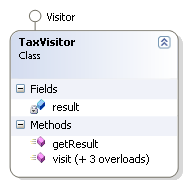 Visitor
TaxVisitor
Class
Fields
result
Methods
getResult
visit (+ 3 overloads)